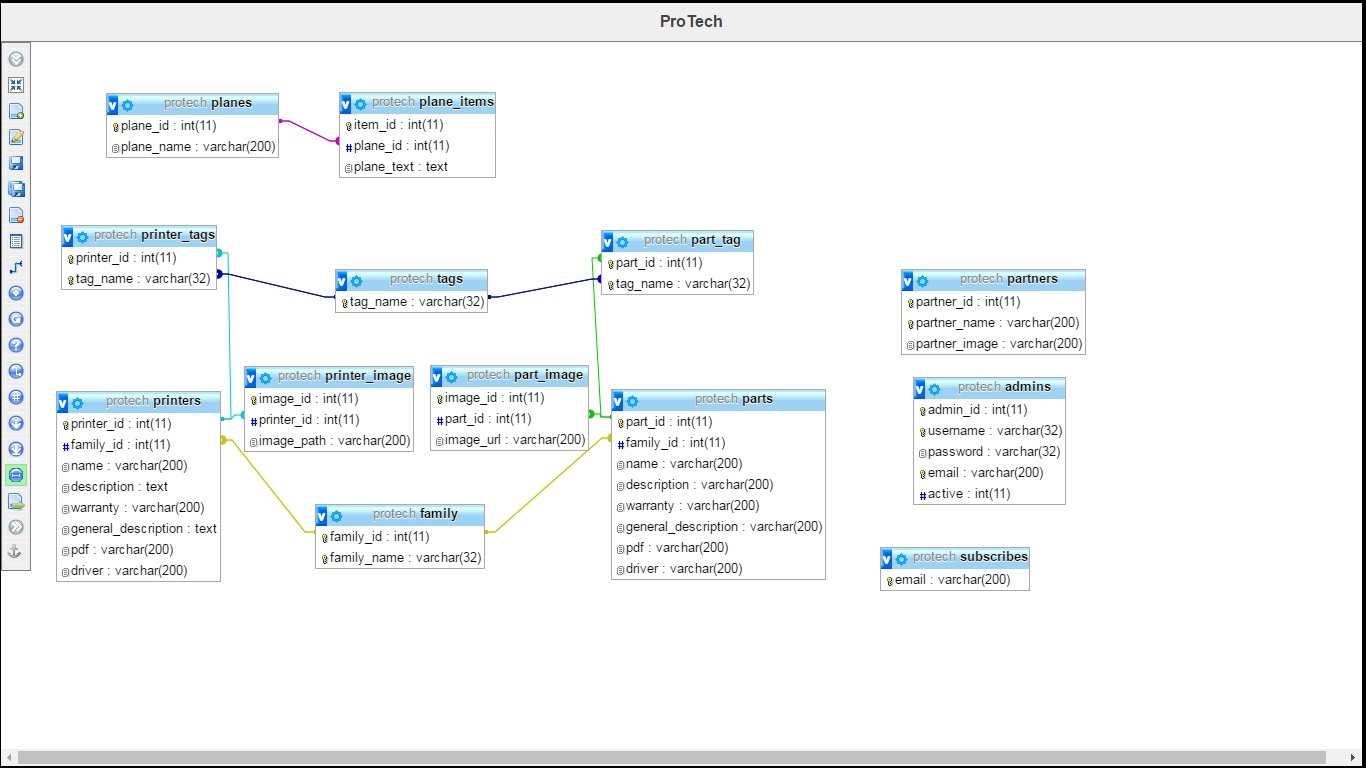 ProTech
protech planes
plane_id : int(11)
plane_name : varchar(200)
protech plane_items
item_id : int(11)
plane_id : int(11)
plane_text : text
protech printer_tags
printer_id : int(11)
tag_name : varchar(32)
protech tags
tag_name : varchar(32)
protech part_tag
part_id : int(11)
tag_name : varchar(32)
protech partners
partner_id : int(11)
partner_name : varchar(200)
partner_image : varchar(200)
protech printers
printer_id : int(11)
family_id : int(11)
name : varchar(200)
description : text
warranty : varchar(200)
general_description : text
pdf : varchar(200)
driver : varchar(200)
protech printer_image
image_id : int(11)
printer_id : int(11)
image_path : varchar(200)
protech part_image
image_id : int(11)
part_id : int(11)
image_url : varchar(200)
protech parts
part_id : int(11)
family_id : int(11)
name : varchar(200)
description : varchar(200)
warranty : varchar(200)
general_description : varchar(200)
pdf : varchar(200)
driver : varchar(200)
protech admins
admin_id : int(11)
username : varchar(32)
password : varchar(32)
email : varchar(200)
active : int(11)
protech family
family_id : int(11)
family_name : varchar(32)
protech subscribes
email : varchar(200)